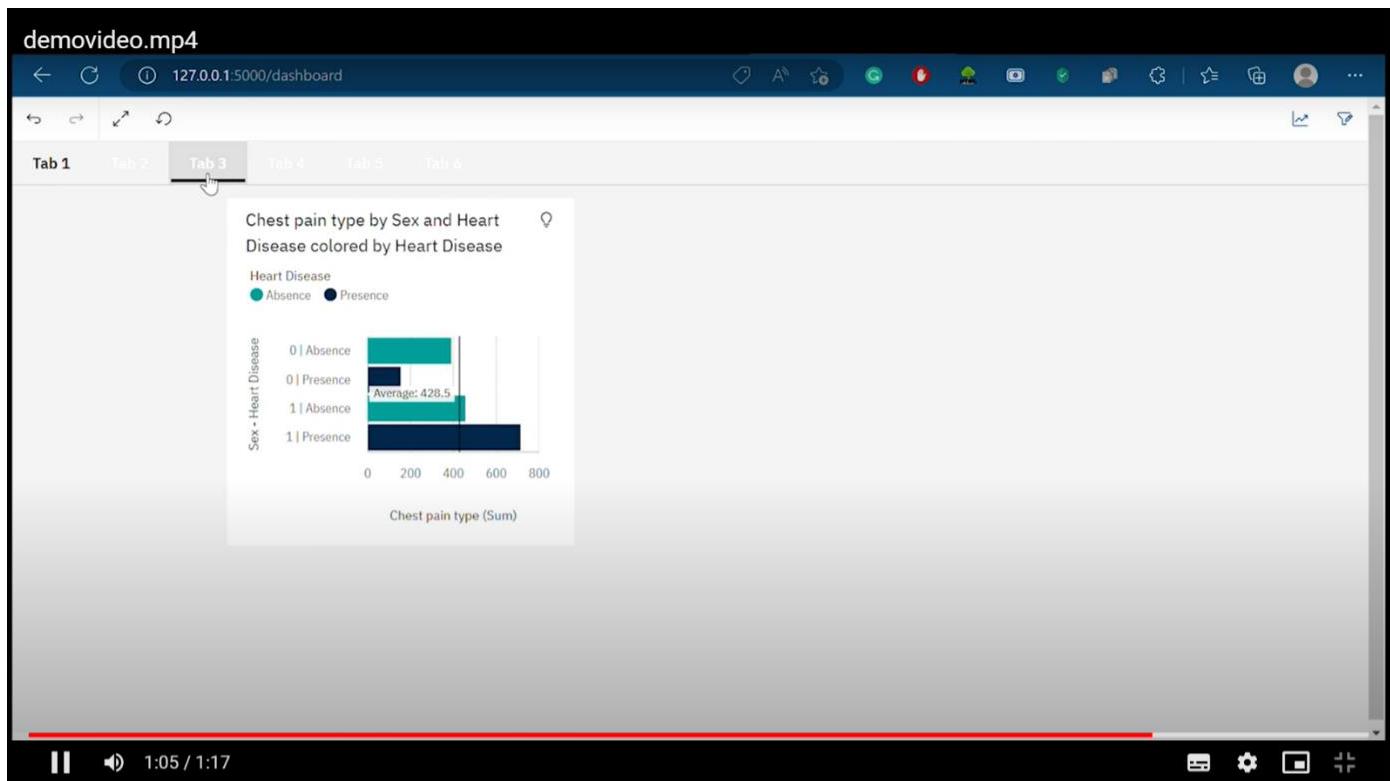 demovideo.mp4
127.0.0.1:5000/dashboard
Tab 1 Tab 2 Tab 3 Tab 4 Tab 5 Tab 6
Chest pain type by Sex and Heart
Disease colored by Heart Disease
Heart Disease
Absence Presence
Sex - Heart Disease
0 | Absence
0 | Presence
Average: 428.5
1 | Absence
1 | Presence
0 200 400 600 800
Chest pain type (Sum)
1:05 / 1:17